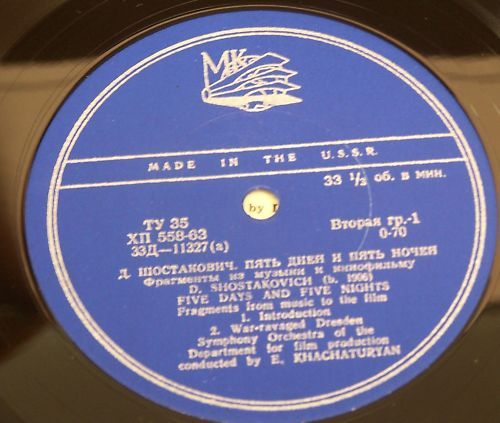 MK
MADE IN THE U.S.S.R.
33 1/3 об. в мин.
by
ТУ 35
Вторая гр.-1
ХП 558-63
0-70
33Д—11327(а)
Д. ШОСТАКОВИЧ. ПЯТЬ ДНЕЙ И ПЯТЬ НОЧЕЙ
Фрагменты из музыки к кинофильму
D. SHOSTAKOVICH (b. 1906)
FIVE DAYS AND FIVE NIGHTS
Fragments from music to the film
1. Introduction
2. War-ravaged Dresden
Symphony Orchestra of the
Department for film production
conducted by E. KHACHATURYAN